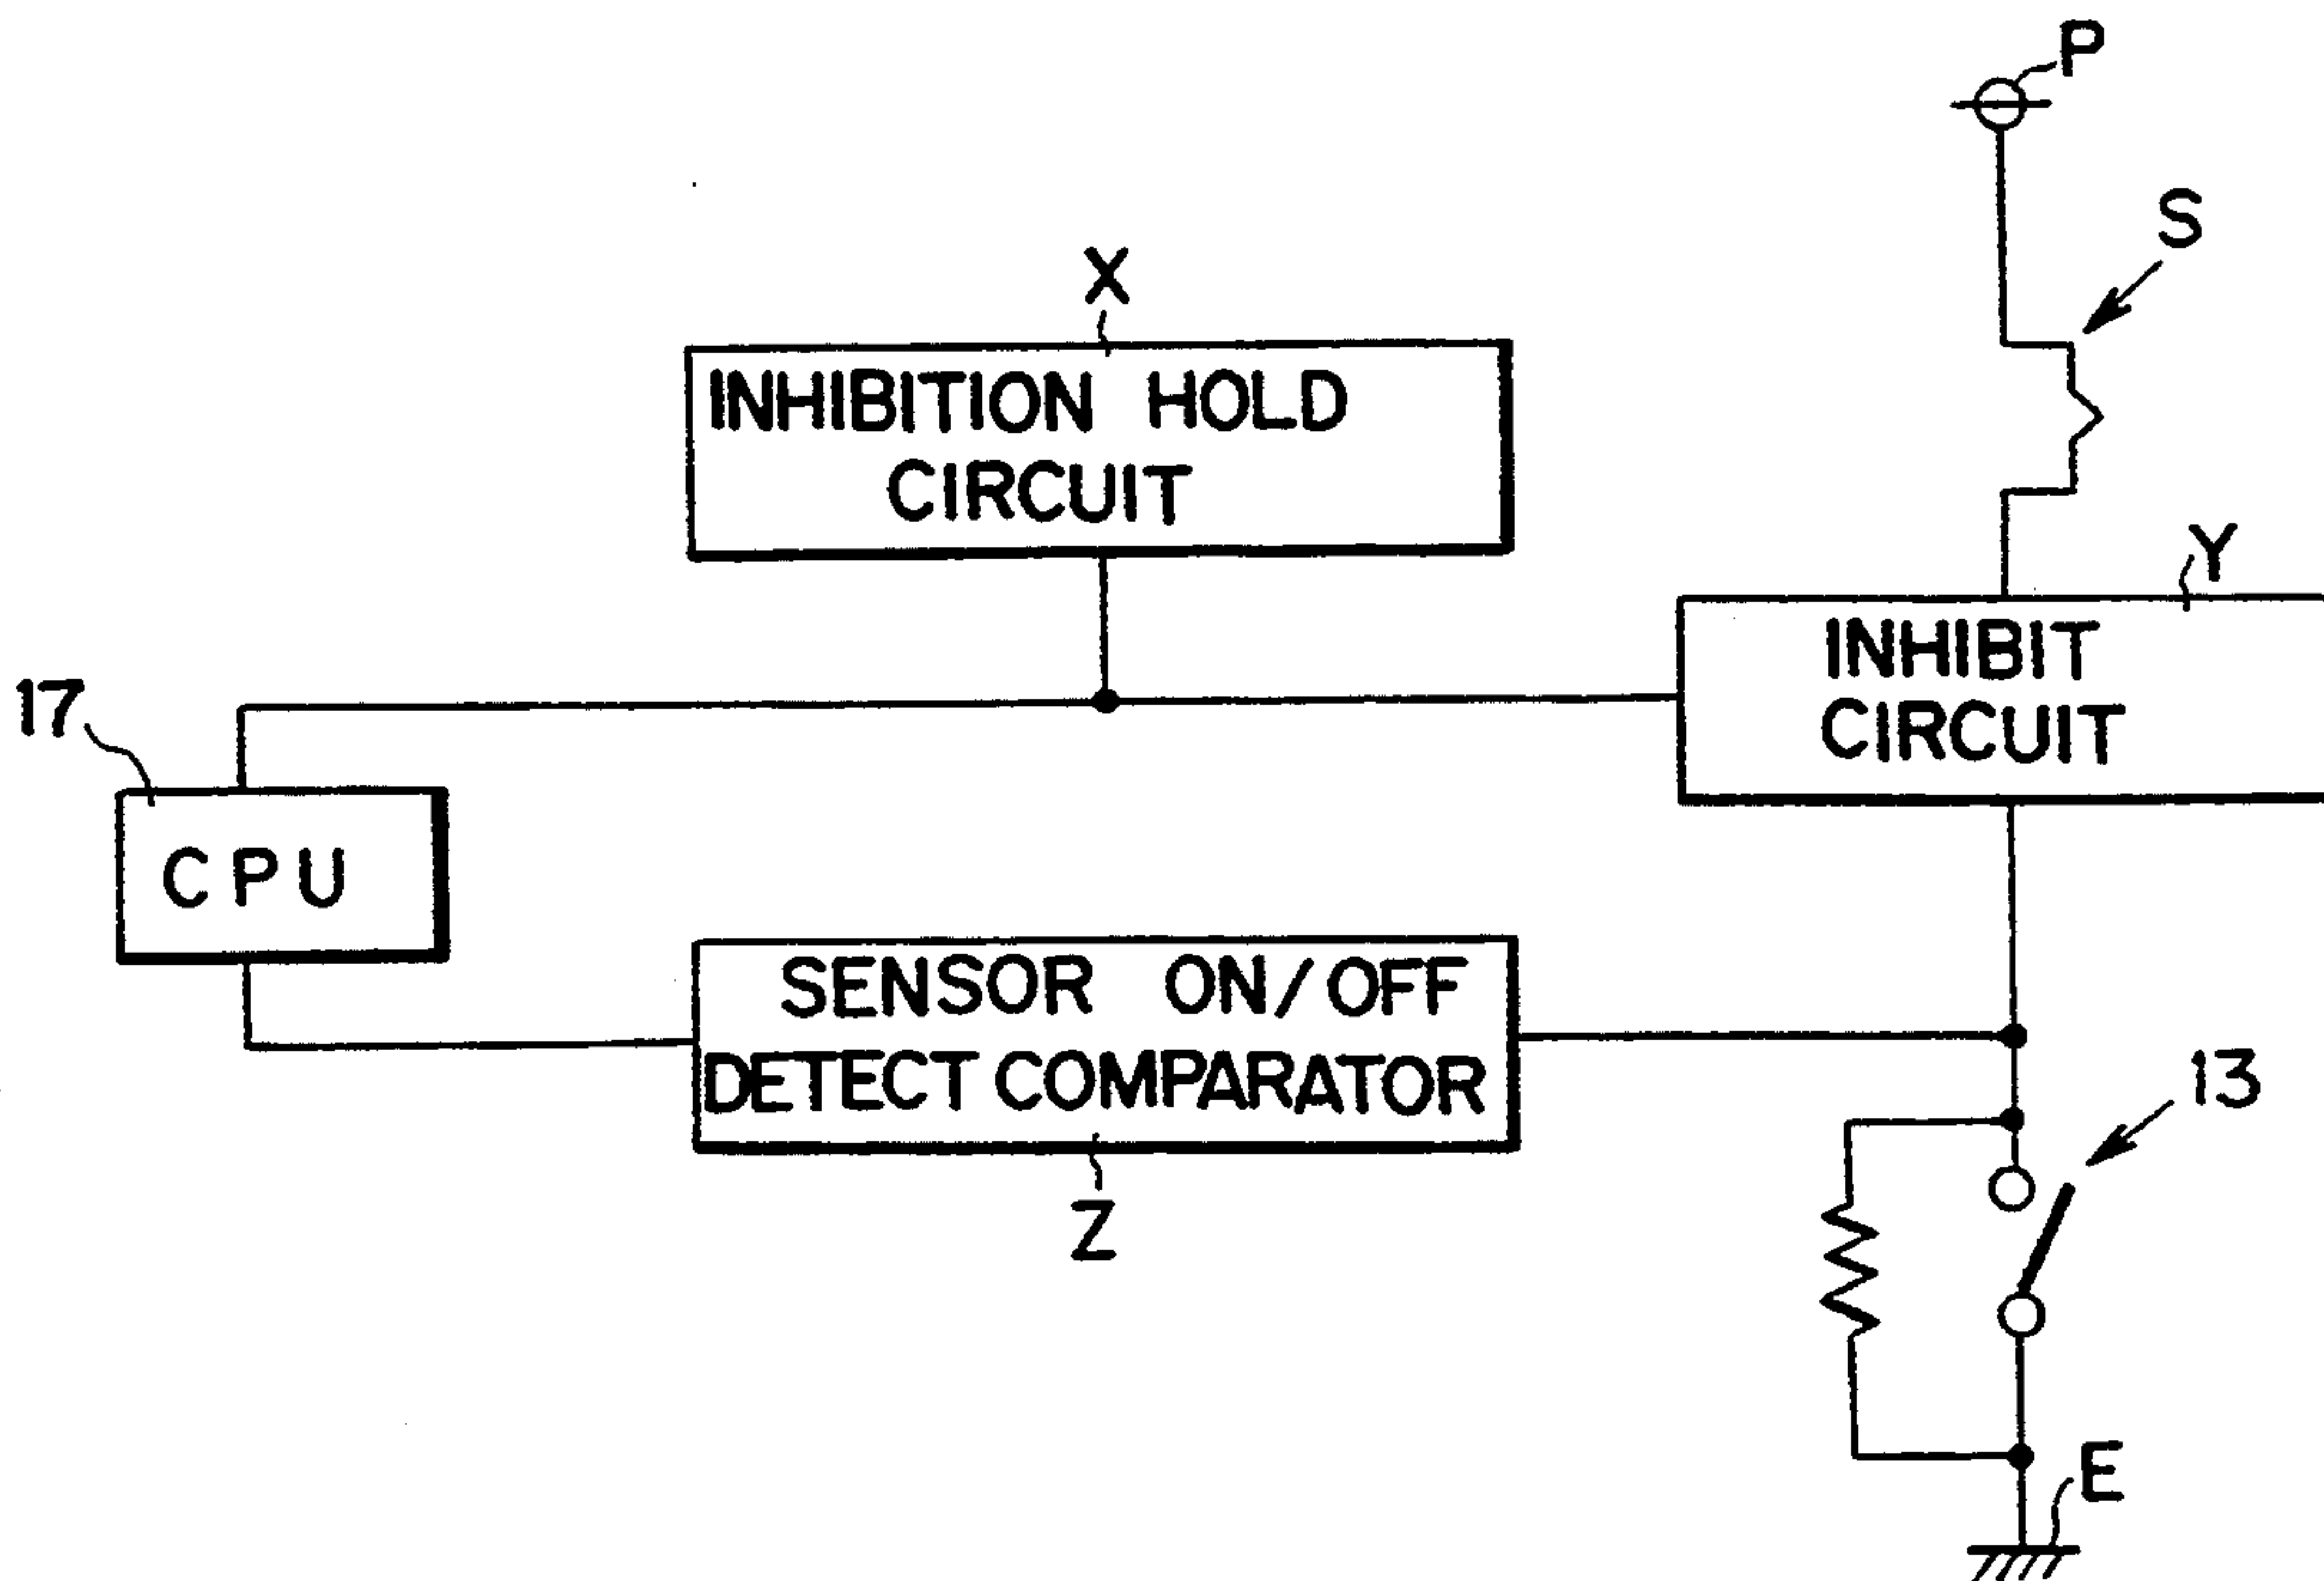 P
S
X
INHIBITION HOLD
CIRCUIT
Y
INHIBIT
CIRCUIT
17
CPU
SENSOR ON/OFF
DETECT COMPARATOR
13
Z
E